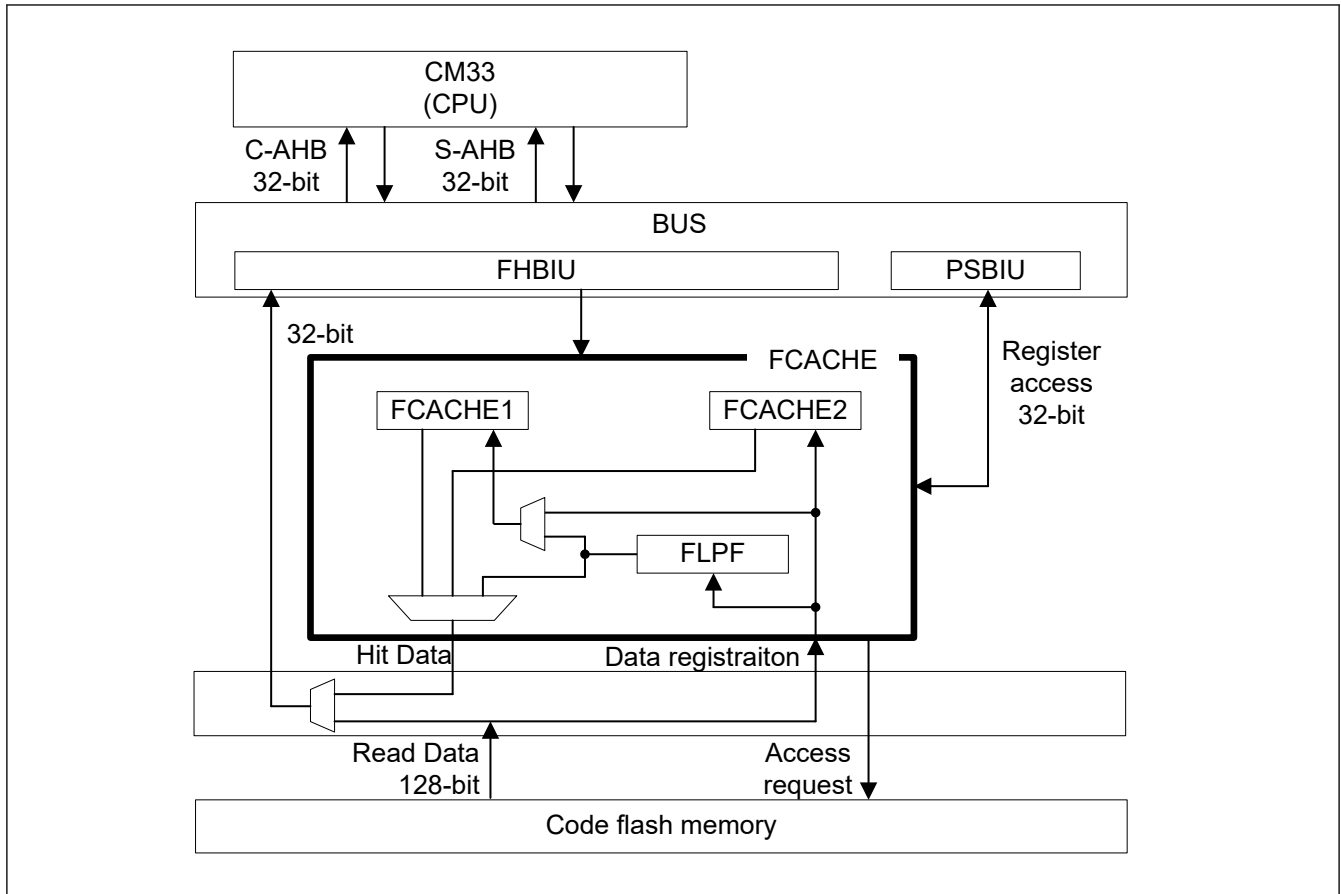 CM33
(CPU)
C-AHB
32-bit
S-AHB
32-bit
BUS
FHBIU
PSBIU
32-bit
FCACHE
Register
access
32-bit
FCACHE1
FCACHE2
FLPF
Hit Data
Data registraiton
Read Data
128-bit
Access
request
Code flash memory